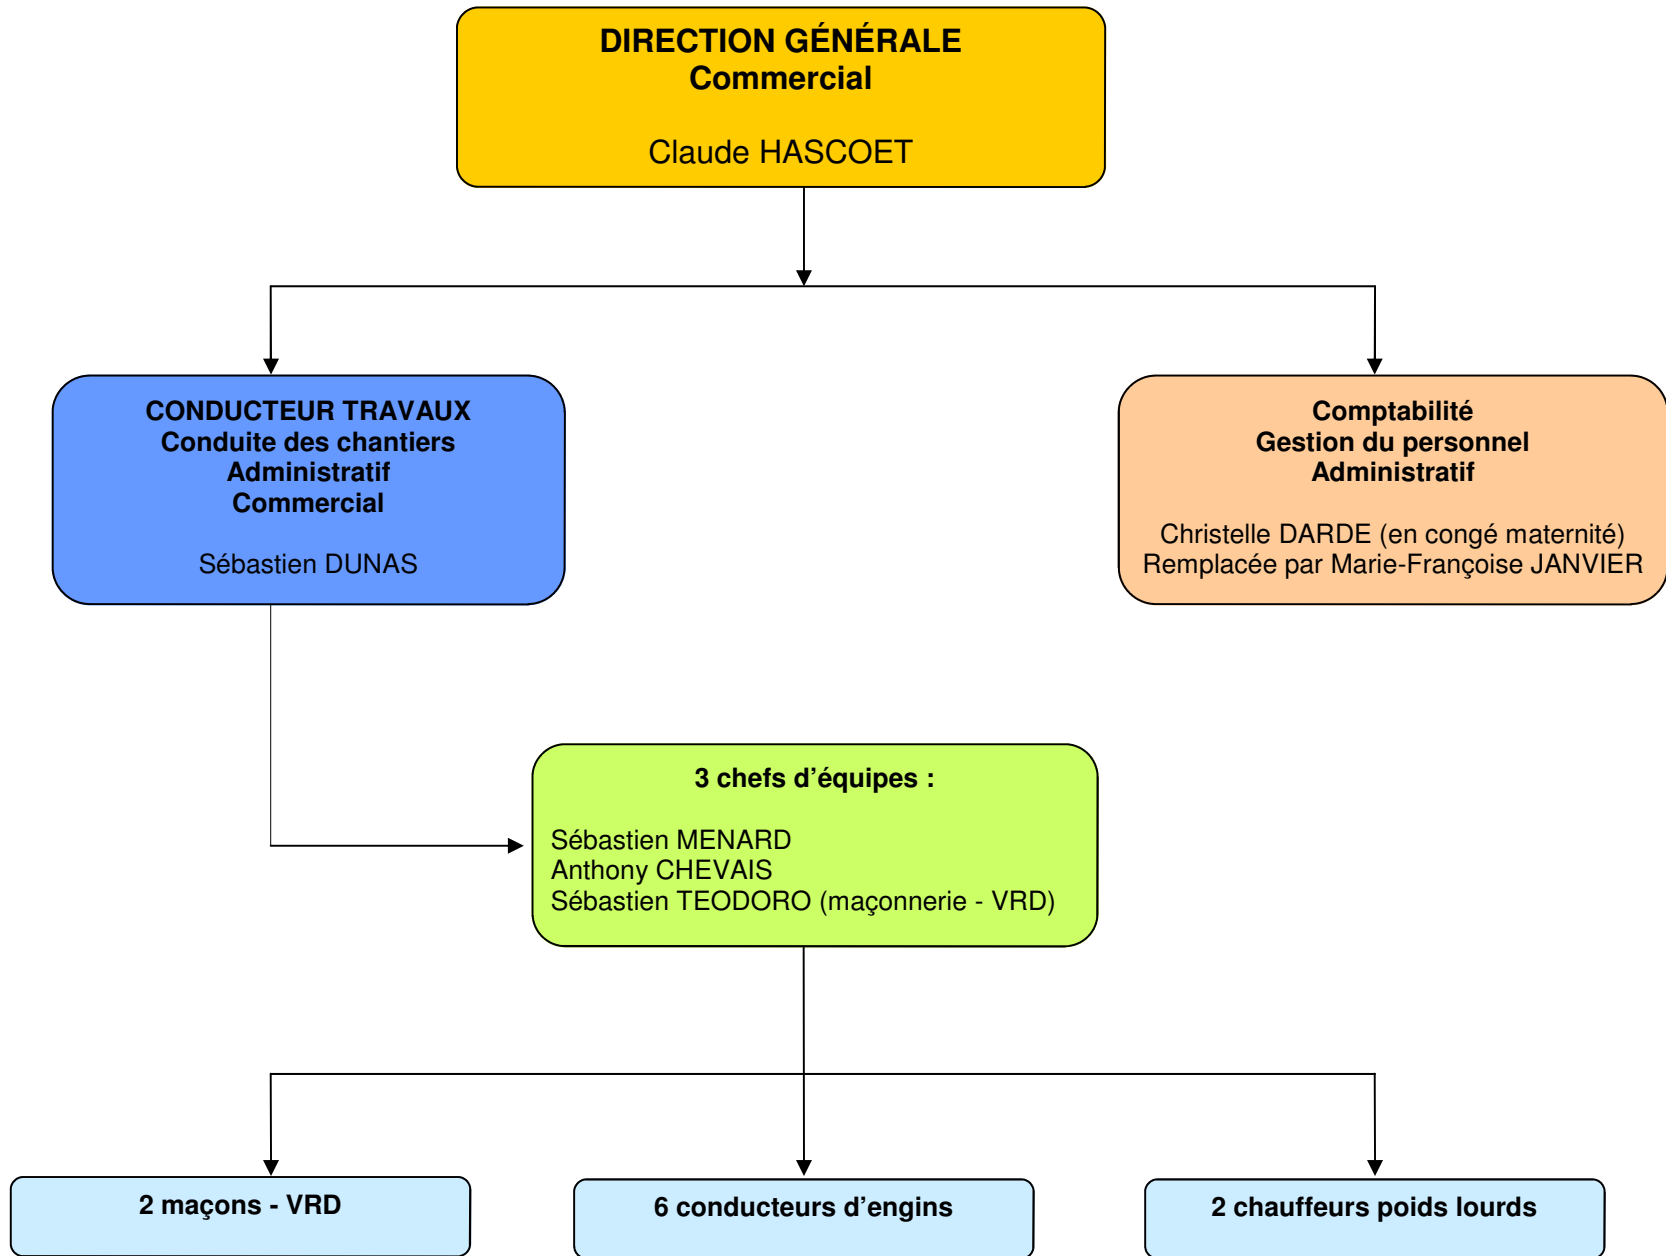 DIRECTION GÉNÉRALE
Commercial
Claude HASCOET
CONDUCTEUR TRAVAUX
Conduite des chantiers
Administratif
Commercial
Sébastien DUNAS
Comptabilité
Gestion du personnel
Administratif
Christelle DARDE (en congé maternité)
Remplacée par Marie-Françoise JANVIER
3 chefs d’équipes :
Sébastien MENARD
Anthony CHEVAIS
Sébastien TEODORO (maçonnerie - VRD)
2 maçons - VRD
6 conducteurs d’engins
2 chauffeurs poids lourds